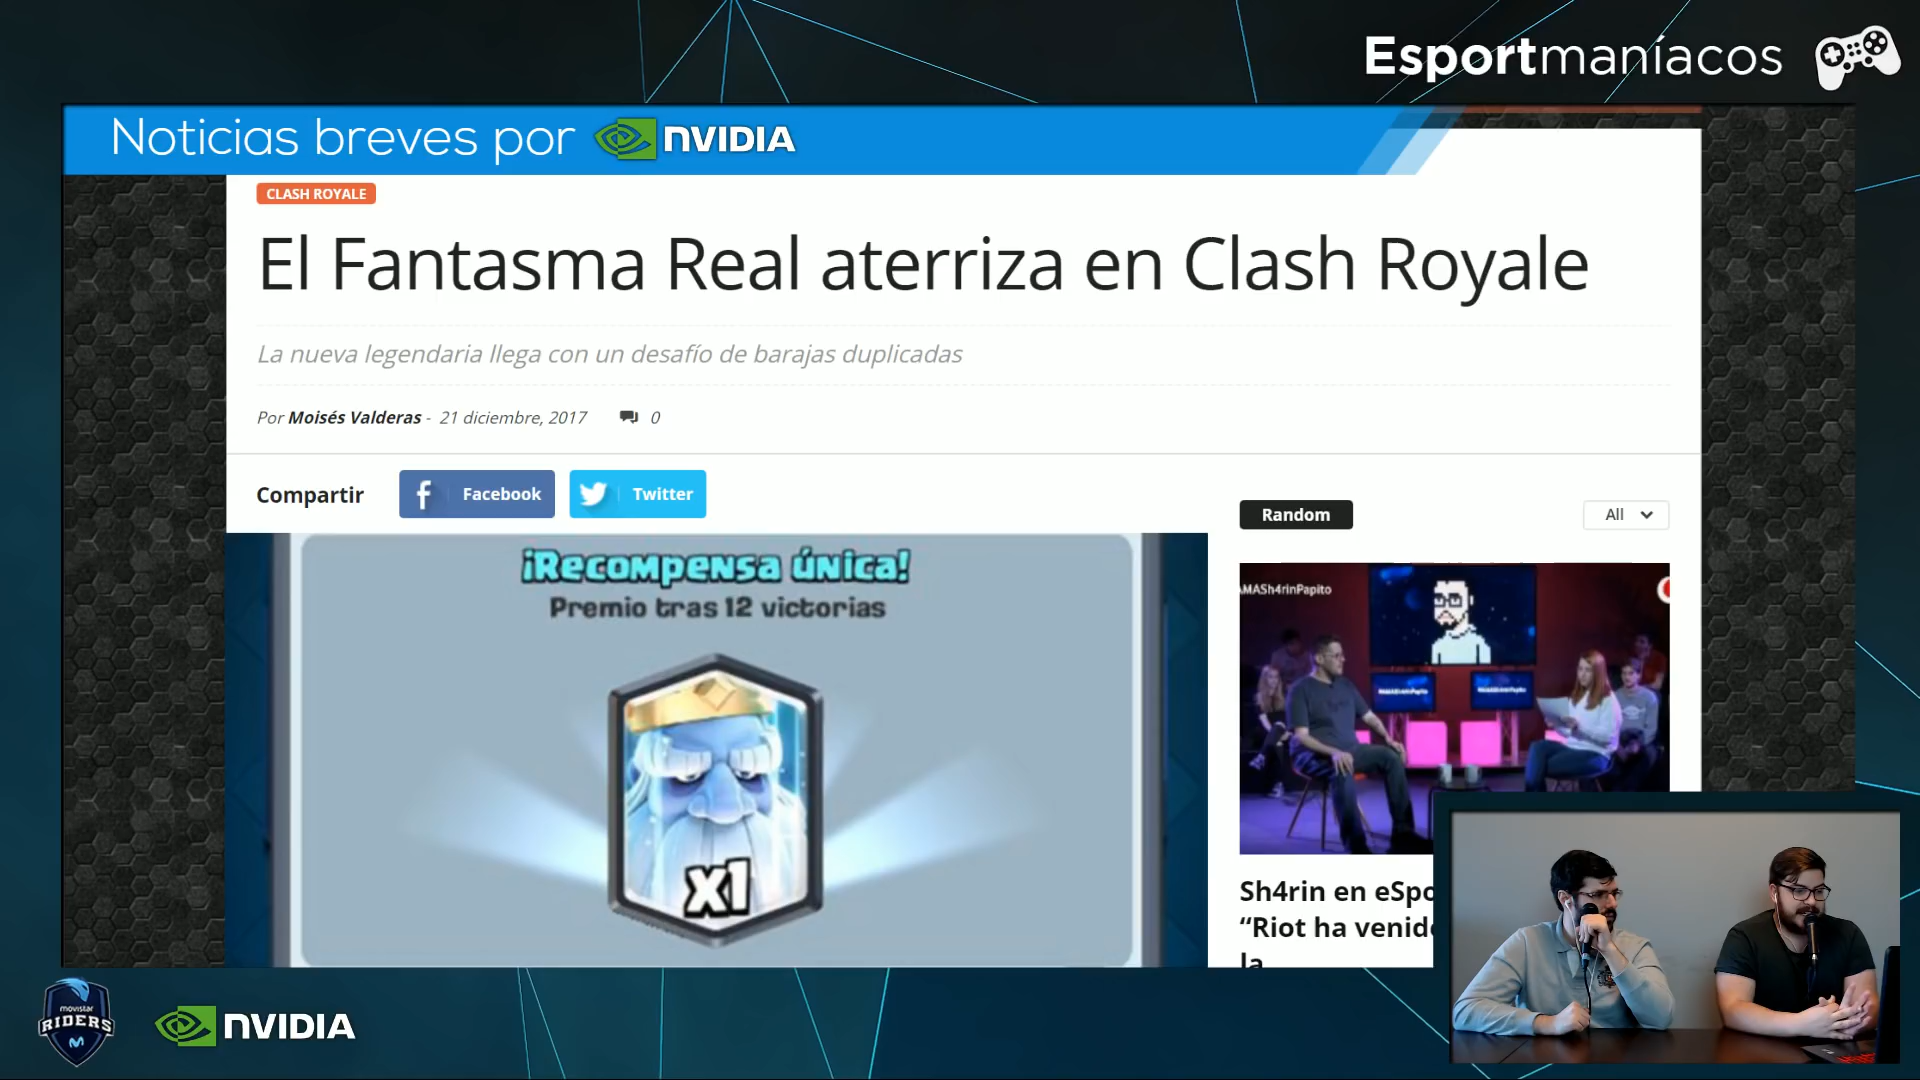 Esportmaníacos
Noticias breves por NVIDIA
CLASH ROYALE
El Fantasma Real aterriza en Clash Royale
La nueva legendaria llega con un desafío de barajas duplicadas
Por Moisés Valderas - 21 diciembre, 2017 0
Compartir
Facebook
Twitter
Random
All
¡Recompensa única!
Premio tras 12 victorias
x1
AMASh4rinPapito
Sh4rin en eSpo
“Riot ha venid
la
movistar
RIDERS
NVIDIA